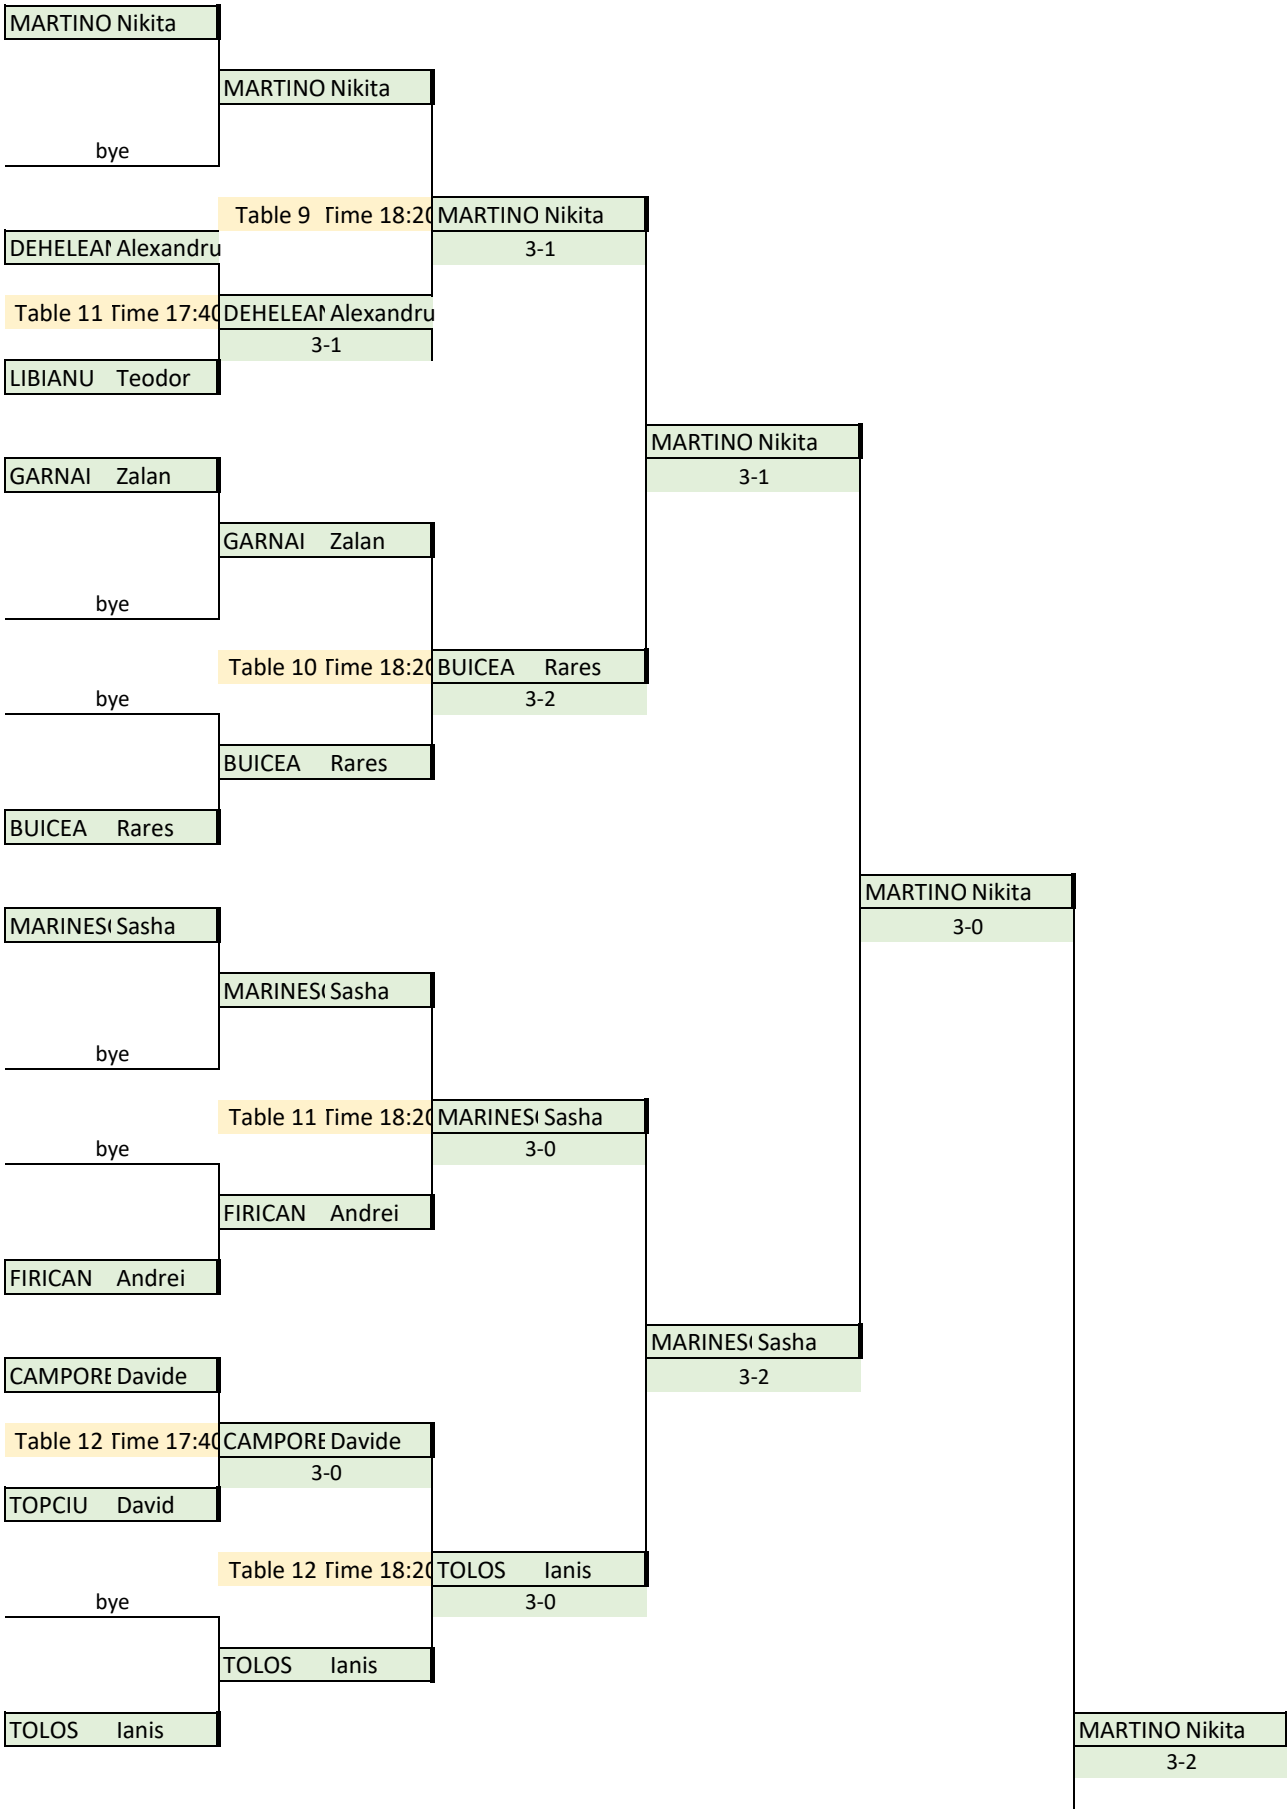 MARTINO Nikita
MARTINO Nikita
bye
Table 9 Time 18:20 MARTINO Nikita
DEHELEAN Alexandru 3-1
Table 11 Time 17:40 DEHELEAN Alexandru
3-1
LIBIANU Teodor
MARTINO Nikita
GARNAI Zalan 3-1
GARNAI Zalan
bye
Table 10 Time 18:20 BUICEA Rares
bye 3-2
BUICEA Rares
BUICEA Rares
MARTINO Nikita
MARINESC Sasha 3-0
MARINESC Sasha
bye
Table 11 Time 18:20 MARINESC Sasha
bye 3-0
FIRICAN Andrei
FIRICAN Andrei
MARINESC Sasha
CAMPORE Davide 3-2
Table 12 Time 17:40 CAMPORE Davide
3-0
TOPCIU David
Table 12 Time 18:20 TOLOS Ianis
bye 3-0
TOLOS Ianis
TOLOS Ianis MARTINO Nikita
3-2